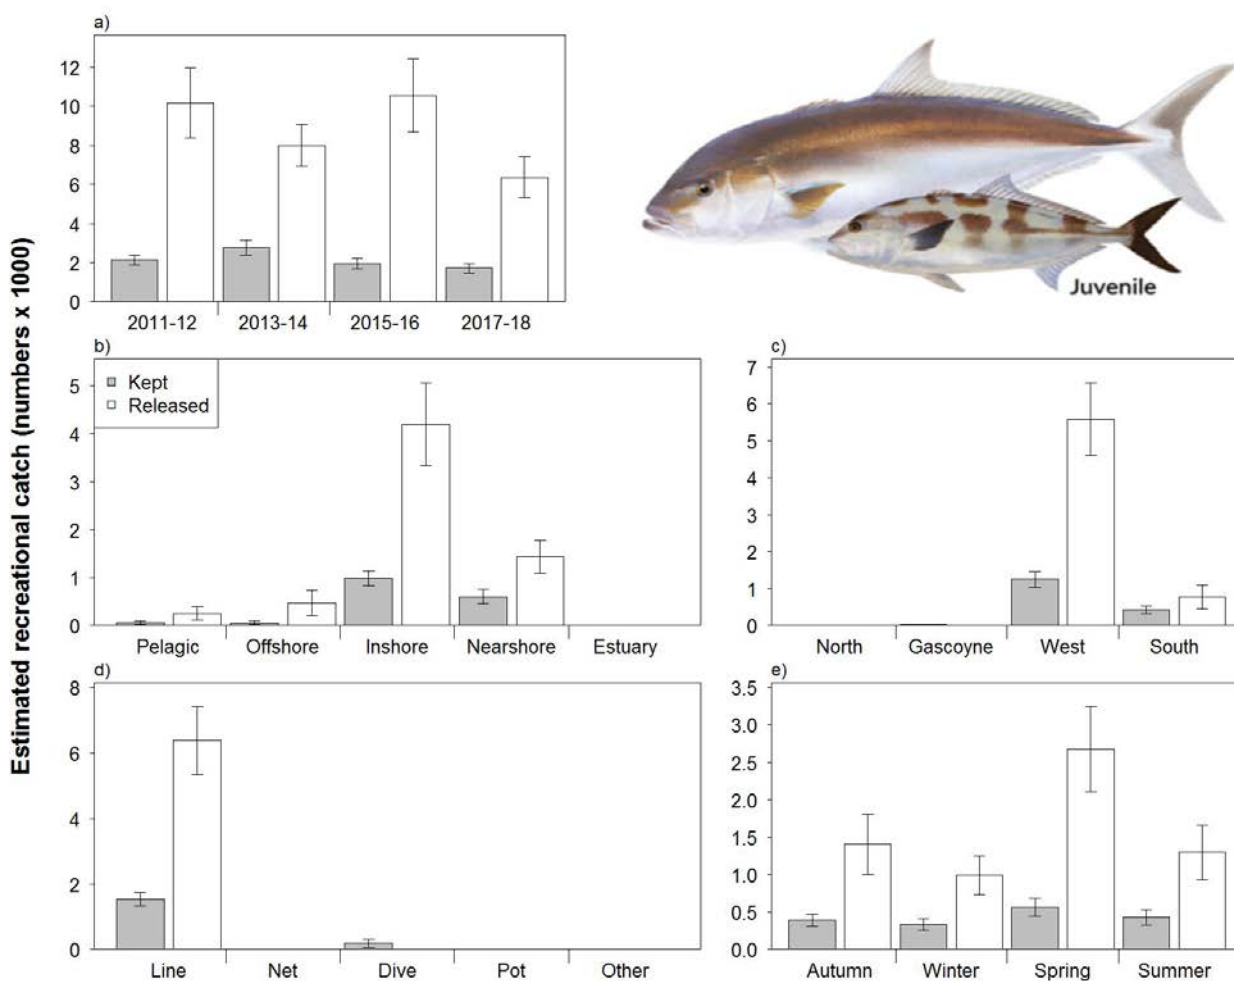 a)
12
10
8
6
4
2
0
2011-12 2013-14 2015-16 2017-18
Juvenile
Estimated recreational catch (numbers x 1000)
b)
Kept
Released
5
4
3
2
1
0
Pelagic Offshore Inshore Nearshore Estuary
c)
7
6
5
4
3
2
1
0
North Gascoyne West South
d)
8
6
4
2
0
Line Net Dive Pot Other
e)
3.5
3.0
2.5
2.0
1.5
1.0
0.5
0.0
Autumn Winter Spring Summer